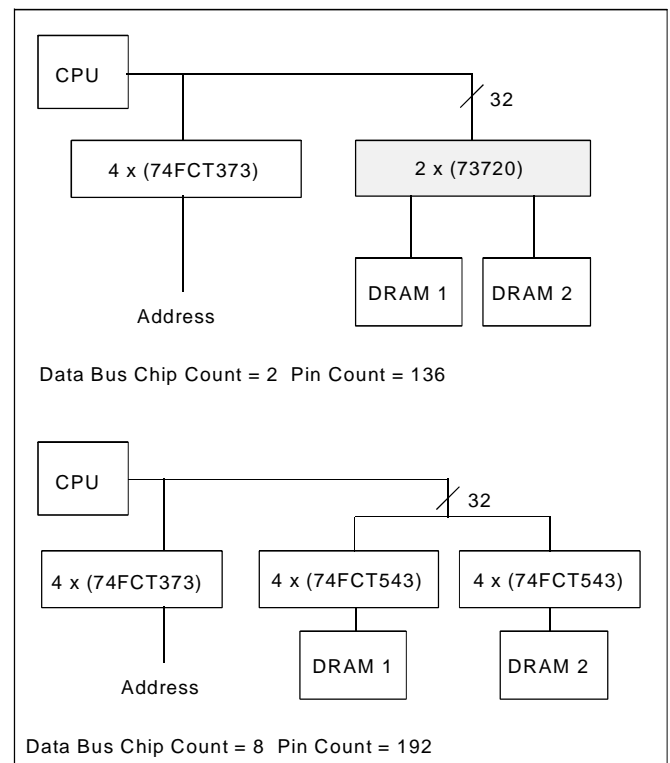 CPU
32
4 x (74FCT373)
2 x (73720)
DRAM 1
DRAM 2
Address
Data Bus Chip Count = 2 Pin Count = 136
CPU
32
4 x (74FCT373)
4 x (74FCT543)
4 x (74FCT543)
DRAM 1
DRAM 2
Address
Data Bus Chip Count = 8 Pin Count = 192